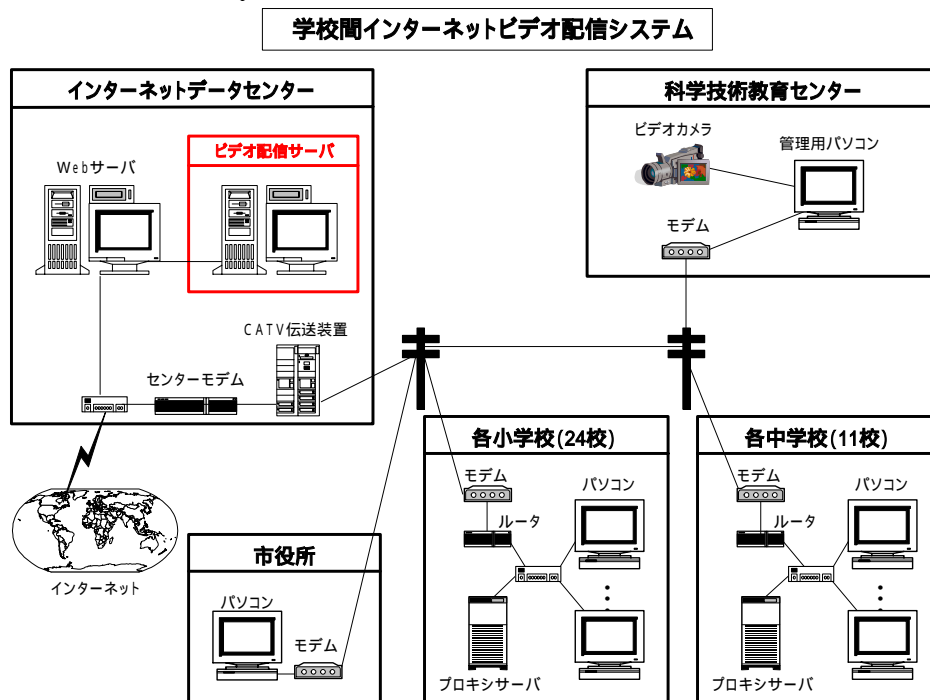 学校間インターネットビデオ配信システム
インターネットデータセンター
ビデオ配信サーバ
Webサーバ
CATV伝送装置
センターモデム
インターネット
科学技術教育センター
ビデオカメラ
管理用パソコン
モデム
市役所
パソコン
モデム
各小学校(24校)
モデム
パソコン
ルータ
プロキシサーバ
各中学校(11校)
モデム
パソコン
ルータ
プロキシサーバ